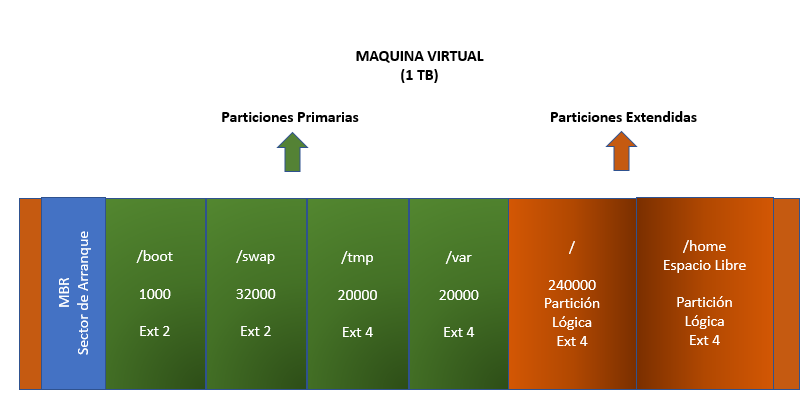 MAQUINA VIRTUAL
(1 TB)
Particiones Primarias
Particiones Extendidas
MBR
Sector de Arranque
/boot
1000
Ext 2
/swap
32000
Ext 2
/tmp
20000
Ext 4
/var
20000
Ext 4
/
240000
Partición
Lógica
Ext 4
/home
Espacio Libre
Partición
Lógica
Ext 4